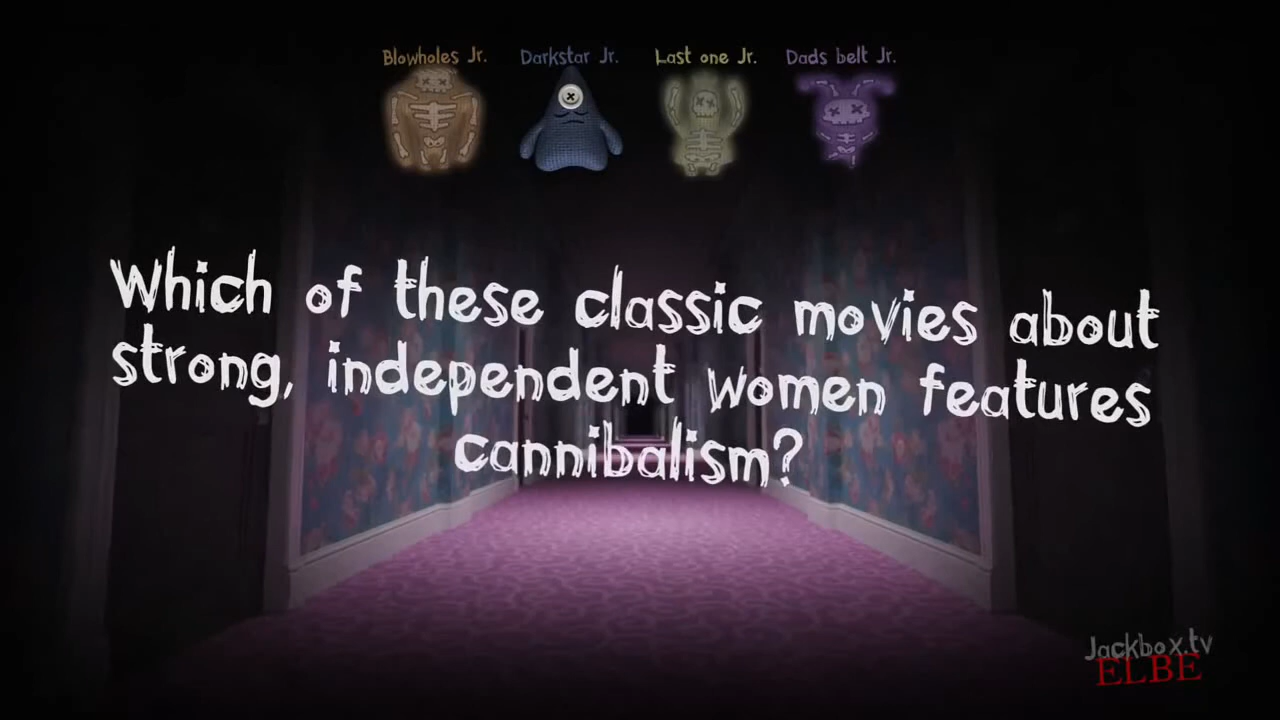 Blowholes Jr. Darkstar Jr. Last one Jr. Dads belt Jr.
Which of these classic movies about
strong, independent women features
cannibalism?
Jackbox.tv
ELBE